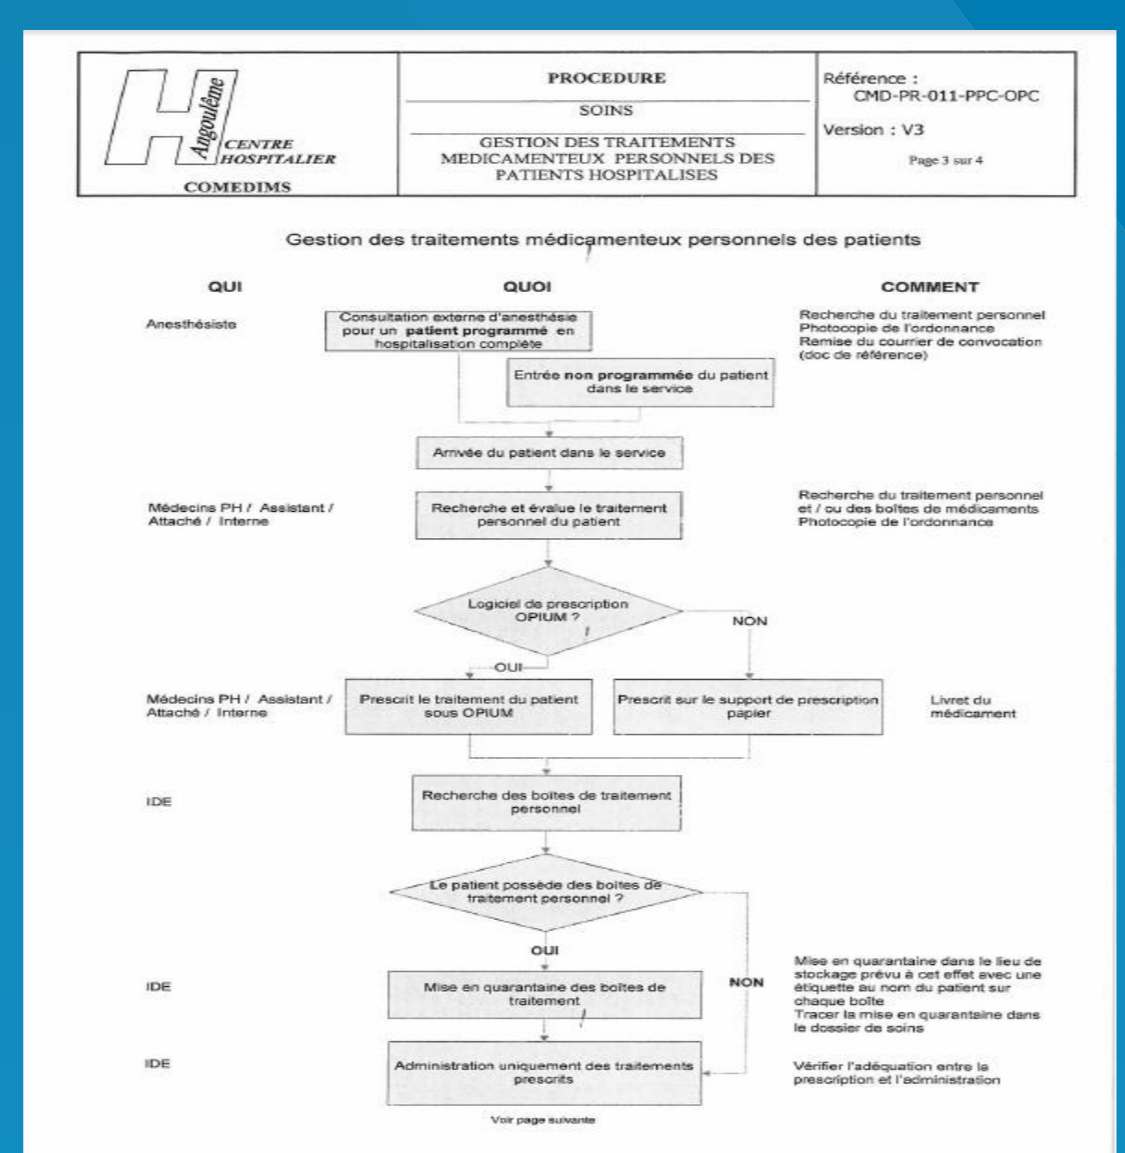 Angoulême
CENTRE
HOSPITALIER
COMEDIMS
PROCEDURE
SOINS
GESTION DES TRAITEMENTS
MEDICAMENTEUX PERSONNELS DES
PATIENTS HOSPITALISES
Référence :
CMD-PR-011-PPC-OPC
Version : V3
Page 3 sur 4
Gestion des traitements médicamenteux personnels des patients
QUI
QUOI
COMMENT
Anesthésiste
Consultation externe d'anesthésie
pour un patient programmé en
hospitalisation complète
Recherche du traitement personnel
Photocopie de l'ordonnance
Remise du courrier de convocation
(doc de référence)
Entrée non programmée du patient
dans le service
Arrivée du patient dans le service
Médecins PH / Assistant /
Attaché / Interne
Recherche et évalue le traitement
personnel du patient
Recherche du traitement personnel
et / ou des boîtes de médicaments
Photocopie de l'ordonnance
Logiciel de prescription
OPIUM ?
NON
OUI
Médecins PH / Assistant /
Attaché / Interne
Prescrit le traitement du patient
sous OPIUM
Prescrit sur le support de prescription
papier
Livret du
médicament
IDE
Recherche des boîtes de traitement
personnel
Le patient possède des boîtes de
traitement personnel ?
OUI
NON
IDE
Mise en quarantaine des boîtes de
traitement
Mise en quarantaine dans le lieu de
stockage prévu à cet effet avec une
étiquette au nom du patient sur
chaque boîte
Tracer la mise en quarantaine dans
le dossier de soins
IDE
Administration uniquement des traitements
prescrits
Vérifier l'adéquation entre la
prescription et l'administration
Voir page suivante